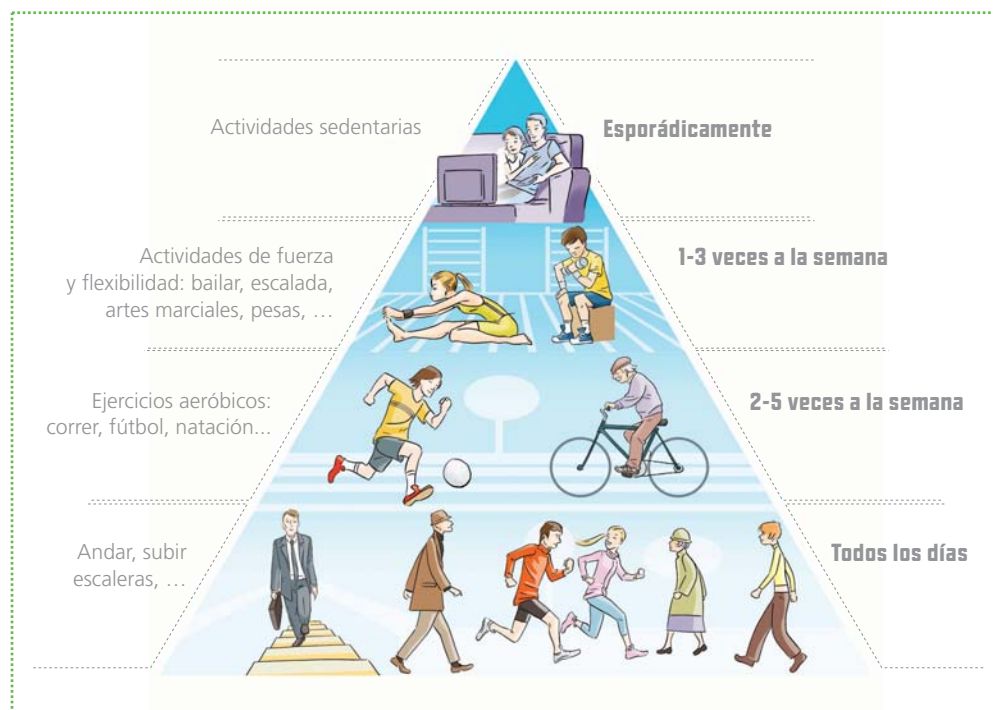 Actividades sedentarias
Esporádicamente
Actividades de fuerza
y flexibilidad: bailar, escalada,
artes marciales, pesas, …
1-3 veces a la semana
Ejercicios aeróbicos:
correr, fútbol, natación...
2-5 veces a la semana
Andar, subir
escaleras, …
Todos los días